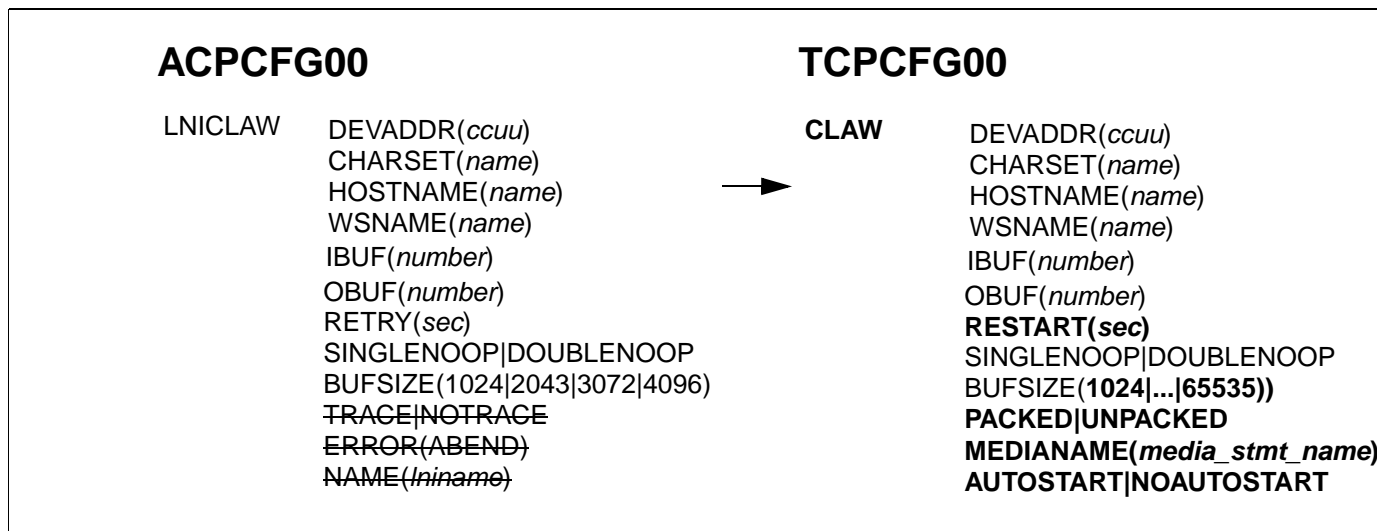 ACPCFG00
LNICLAW
DEVADDR(ccuu)
CHARSET(name)
HOSTNAME(name)
WSNAME(name)
IBUF(number)
OBUF(number)
RETRY(sec)
SINGLENOOP|DOUBLENOOP
BUFSIZE(1024|2043|3072|4096)
TRACE|NOTRACE
ERROR(ABEND)
NAME(lniname)
TCPCFG00
CLAW
DEVADDR(ccuu)
CHARSET(name)
HOSTNAME(name)
WSNAME(name)
IBUF(number)
OBUF(number)
RESTART(sec)
SINGLENOOP|DOUBLENOOP
BUFSIZE(1024|...|65535))
PACKED|UNPACKED
MEDIANAME(media_stmt_name)
AUTOSTART|NOAUTOSTART